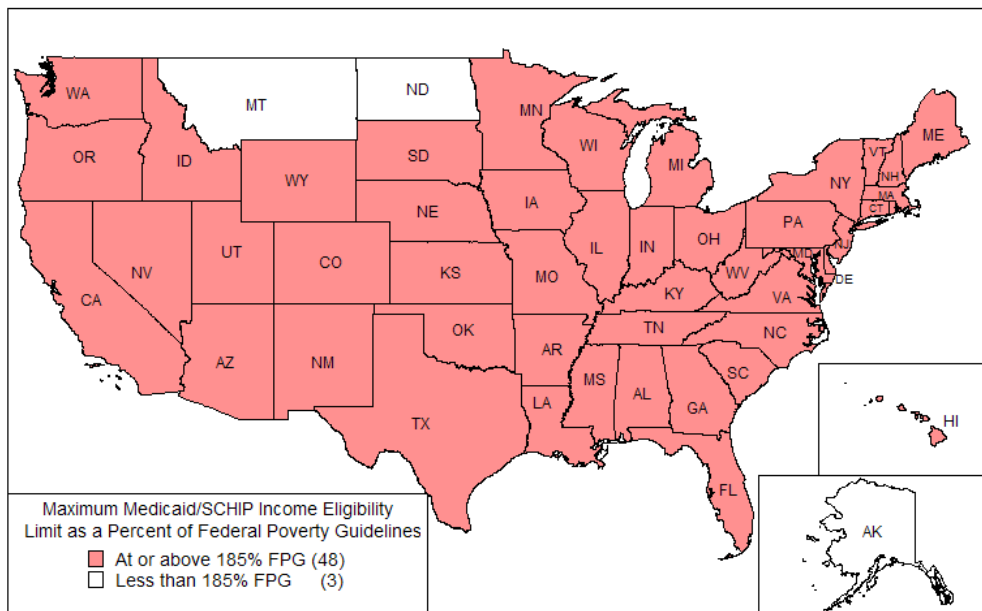 WA
MT
ND
MN
OR
ID
WY
SD
WI
MI
ME
VT
NH
NY
MA
CT
NE
IA
PA
NJ
NV
UT
CO
KS
MO
IL
IN
OH
WV
MD
DE
CA
KY
VA
AZ
NM
OK
AR
TN
NC
TX
LA
MS
AL
GA
SC
FL
HI
AK
Maximum Medicaid/SCHIP Income Eligibility
Limit as a Percent of Federal Poverty Guidelines
At or above 185% FPG (48)
Less than 185% FPG (3)